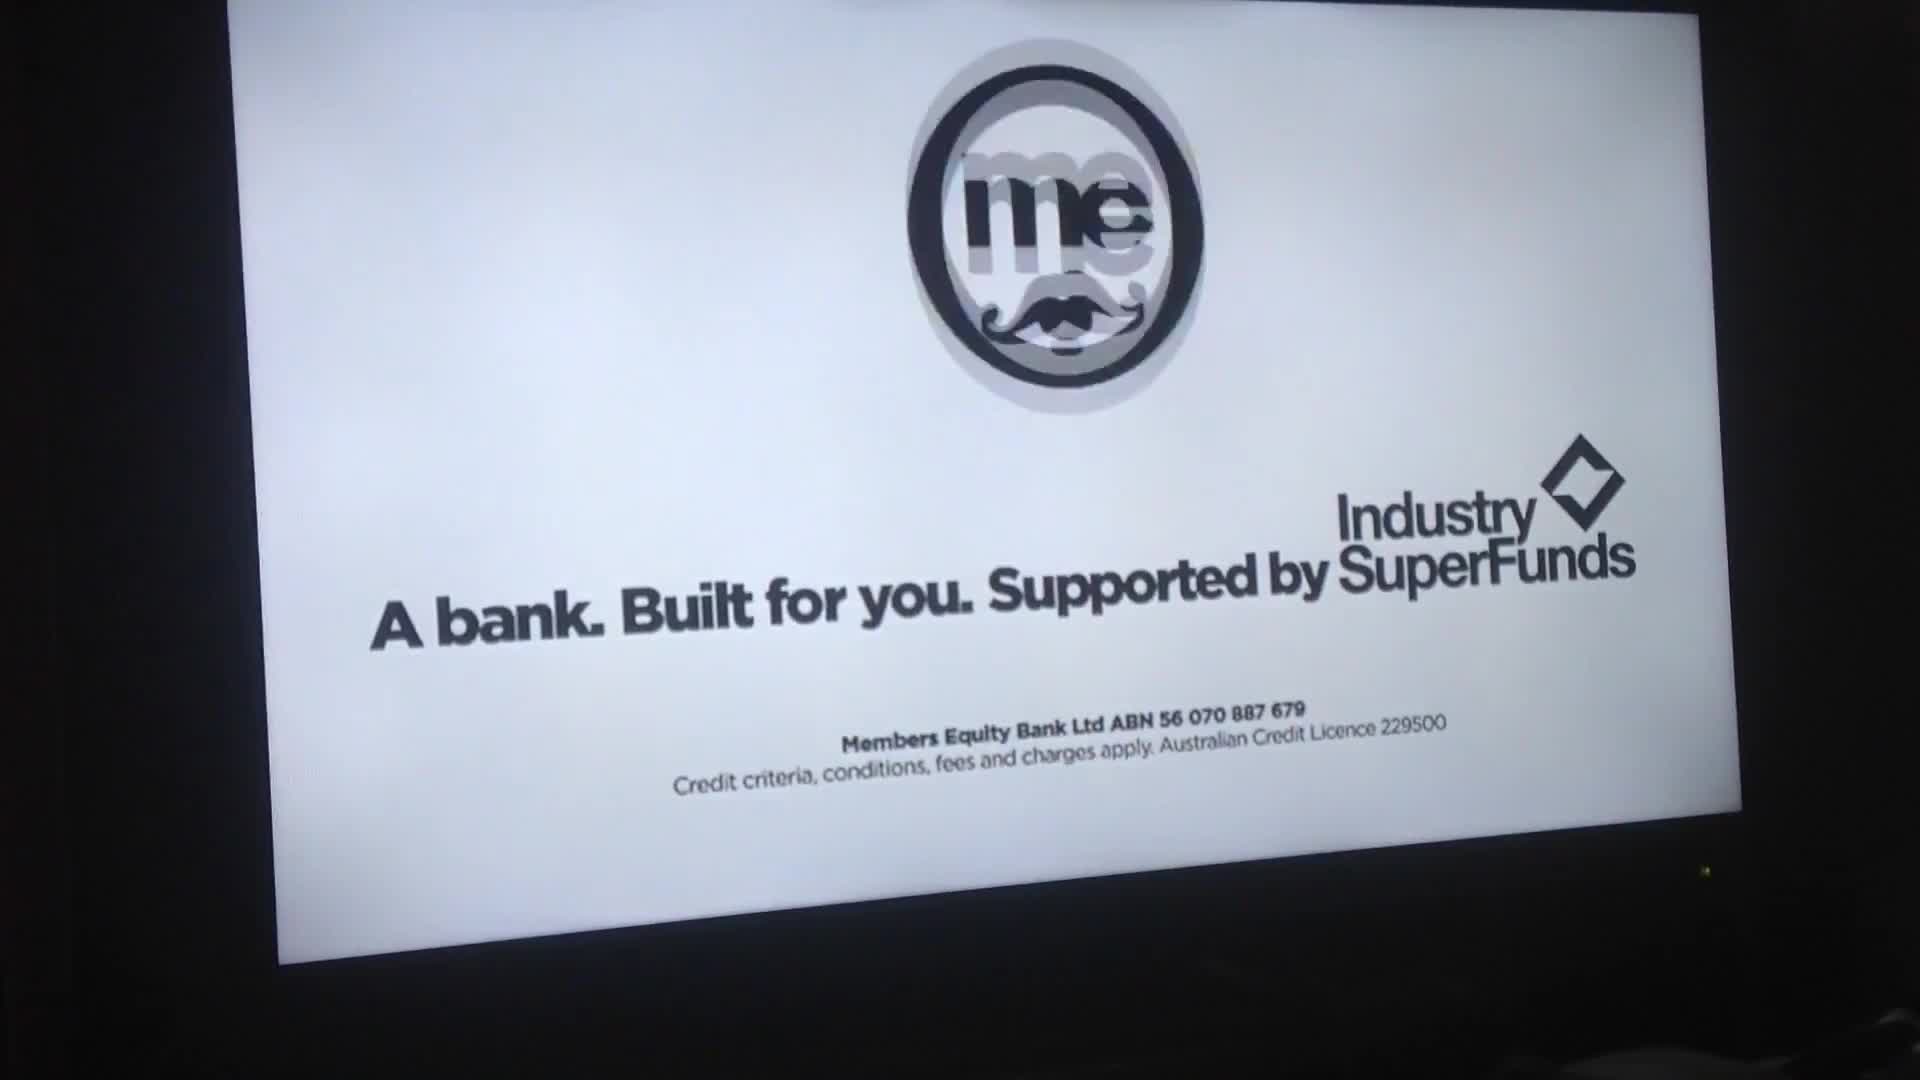 me
Industry
A bank. Built for you. Supported by SuperFunds
Members Equity Bank Ltd ABN 56 070 887 679
Credit criteria, conditions, fees and charges apply. Australian Credit Licence 229500